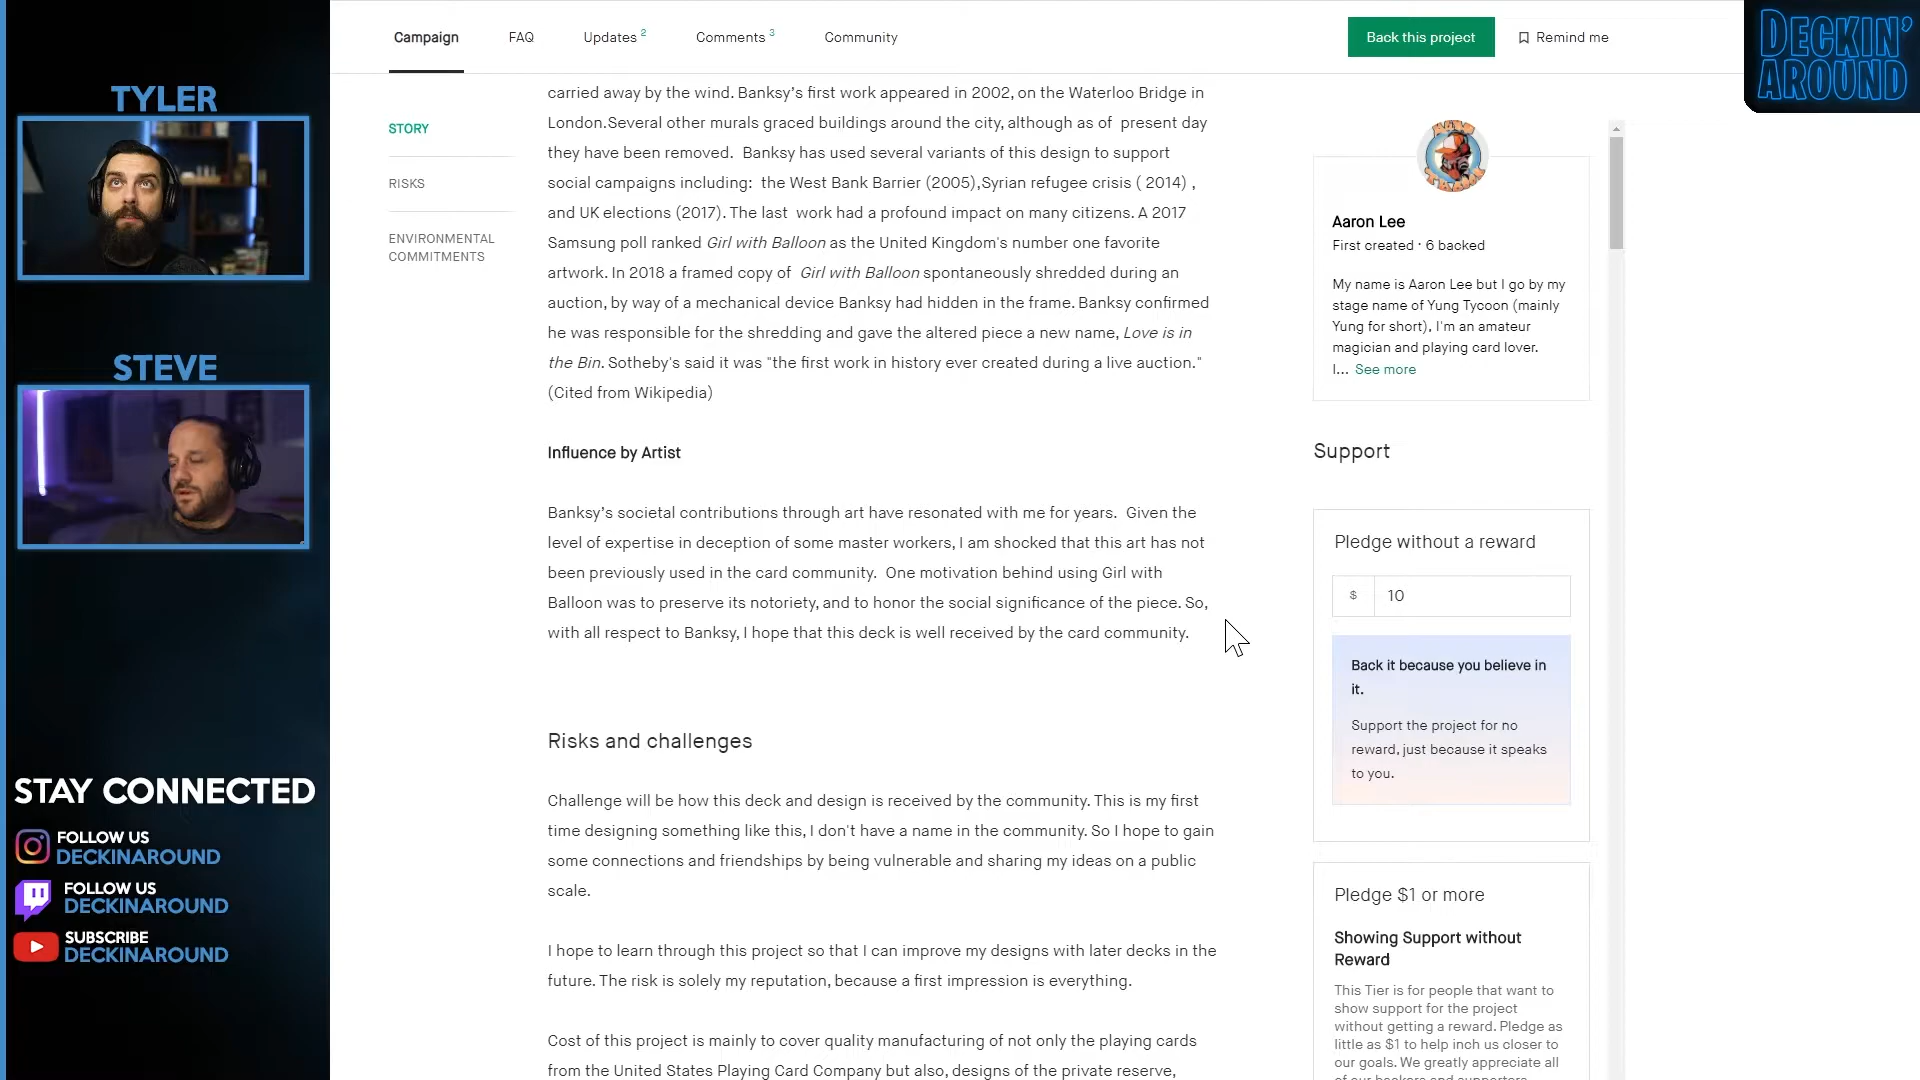 TYLER
STEVE
STAY CONNECTED
FOLLOW US
DECKINAROUND
FOLLOW US
DECKINAROUND
SUBSCRIBE
DECKINAROUND
Campaign FAQ Updates 2 Comments 3 Community
Back this project Remind me
DECKIN'
AROUND
STORY
RISKS
ENVIRONMENTAL
COMMITMENTS
carried away by the wind. Banksy's first work appeared in 2002, on the Waterloo Bridge in
London.Several other murals graced buildings around the city, although as of present day
they have been removed. Banksy has used several variants of this design to support
social campaigns including: the West Bank Barrier (2005),Syrian refugee crisis ( 2014) ,
and UK elections (2017). The last work had a profound impact on many citizens. A 2017
Samsung poll ranked Girl with Balloon as the United Kingdom's number one favorite
artwork. In 2018 a framed copy of Girl with Balloon spontaneously shredded during an
auction, by way of a mechanical device Banksy had hidden in the frame. Banksy confirmed
he was responsible for the shredding and gave the altered piece a new name, Love is in
the Bin. Sotheby's said it was "the first work in history ever created during a live auction."
(Cited from Wikipedia)
Influence by Artist
Banksy's societal contributions through art have resonated with me for years. Given the
level of expertise in deception of some master workers, I am shocked that this art has not
been previously used in the card community. One motivation behind using Girl with
Balloon was to preserve its notoriety, and to honor the social significance of the piece. So,
with all respect to Banksy, I hope that this deck is well received by the card community.
Risks and challenges
Challenge will be how this deck and design is received by the community. This is my first
time designing something like this, I don't have a name in the community. So I hope to gain
some connections and friendships by being vulnerable and sharing my ideas on a public
scale.
I hope to learn through this project so that I can improve my designs with later decks in the
future. The risk is solely my reputation, because a first impression is everything.
Cost of this project is mainly to cover quality manufacturing of not only the playing cards
from the United States Playing Card Company but also, designs of the private reserve,
Aaron Lee
First created · 6 backed
My name is Aaron Lee but I go by my
stage name of Yung Tycoon (mainly
Yung for short), I'm an amateur
magician and playing card lover.
I... See more
Support
Pledge without a reward
$ 10
Back it because you believe in
it.
Support the project for no
reward, just because it speaks
to you.
Pledge $1 or more
Showing Support without
Reward
This Tier is for people that want to
show support for the project
without getting a reward. Pledge as
little as $1 to help inch us closer to
our goals. We greatly appreciate all
of our backers and supporters